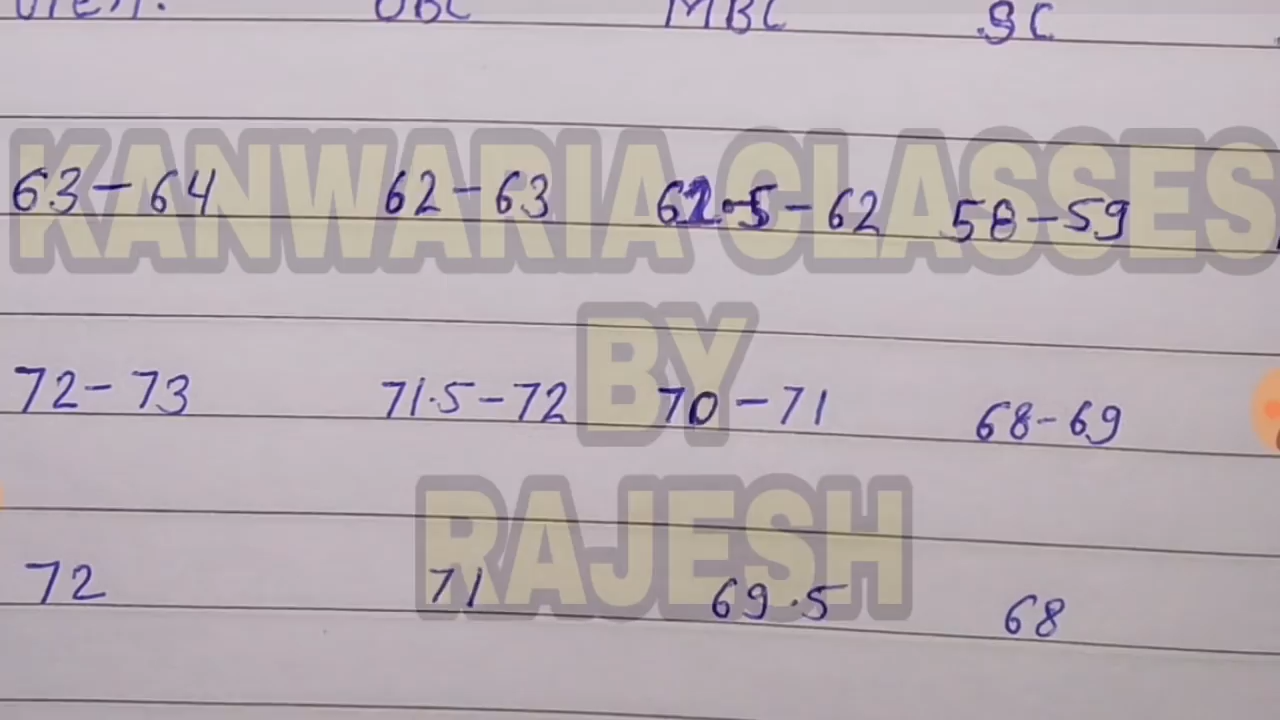 OBC MBC SC
KANWARIA CLASSES
63-64 62-63 61.5-62 58-59
BY
72-73 71.5-72 70-71 68-69
RAJESH
72 71 69.5 68